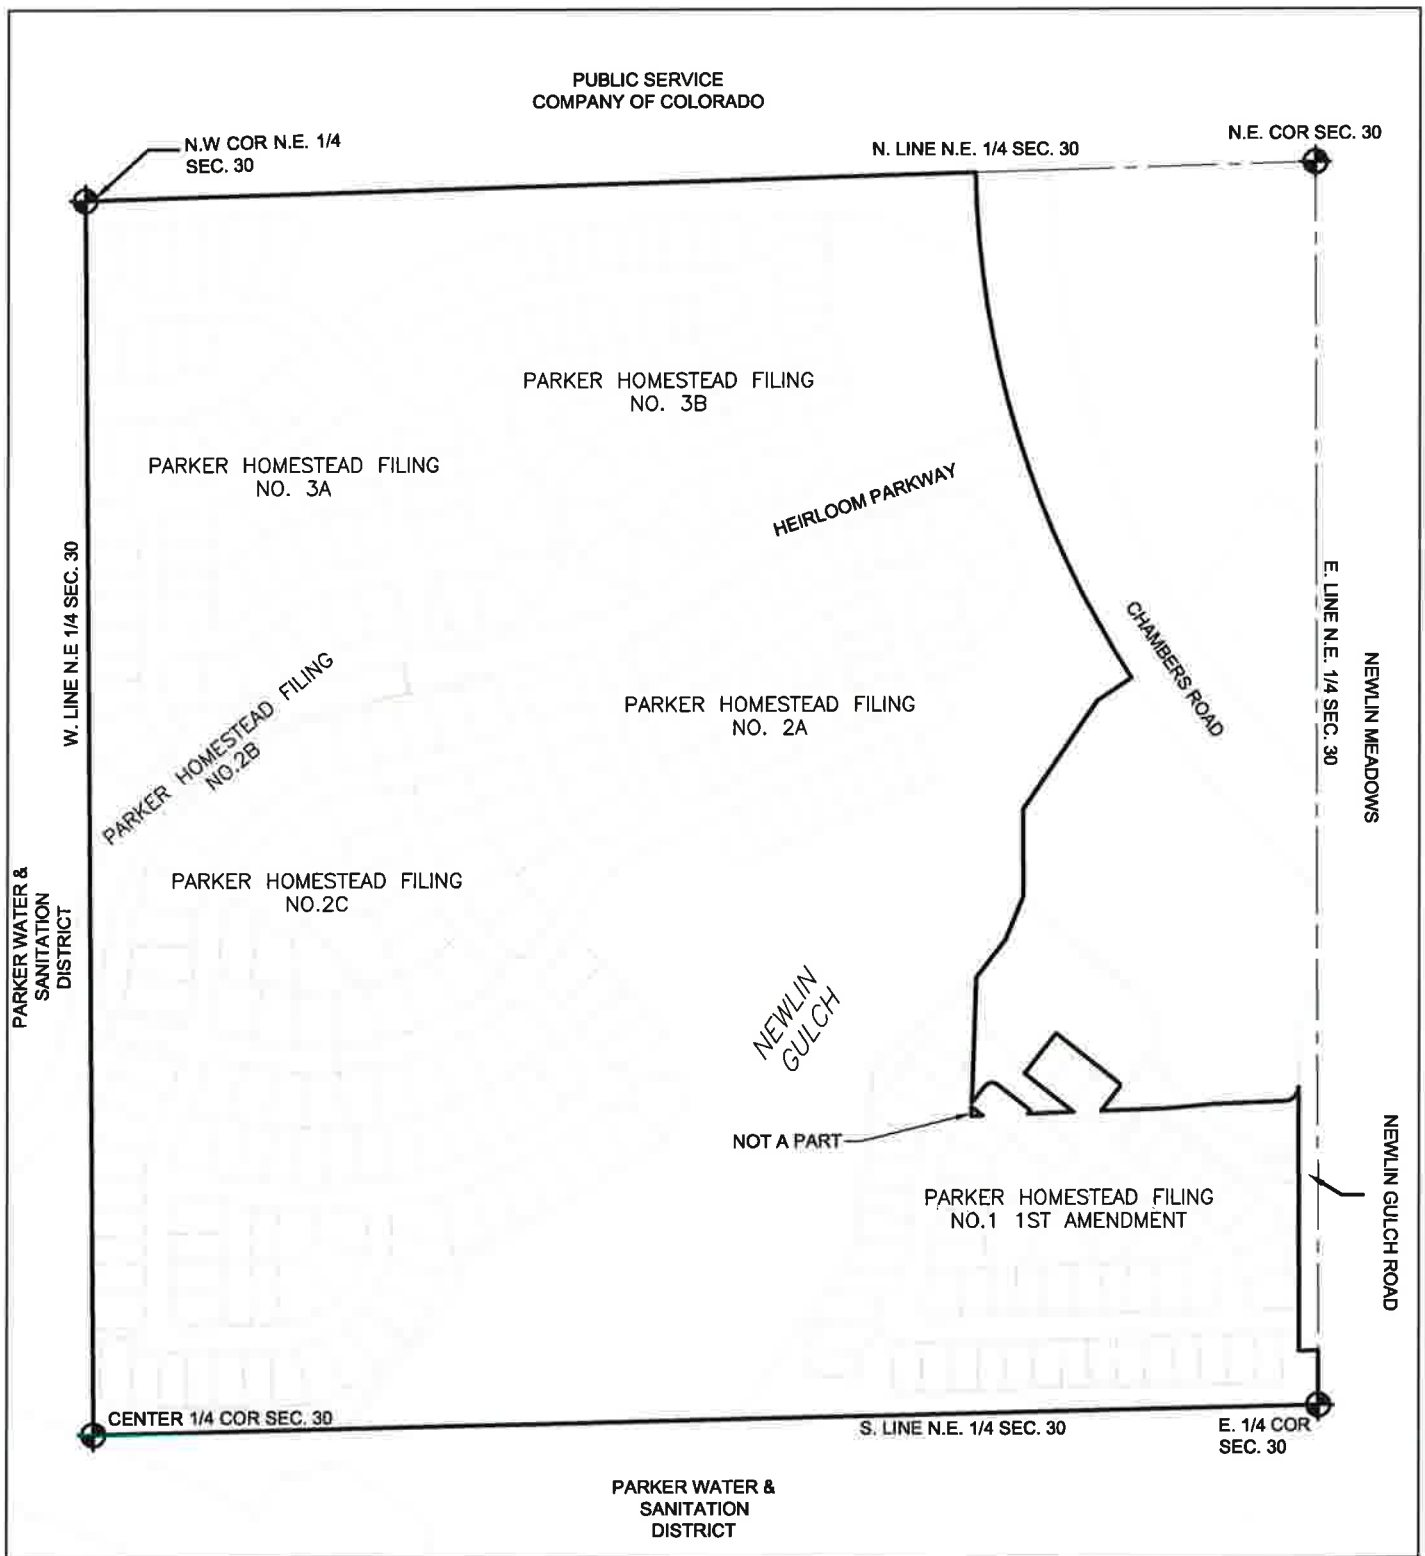 PUBLIC SERVICE
COMPANY OF COLORADO
N.W COR N.E. 1/4
SEC. 30
N. LINE N.E. 1/4 SEC. 30
N.E. COR SEC. 30
PARKER HOMESTEAD FILING
NO. 3B
PARKER HOMESTEAD FILING
NO. 3A
HEIRLOOM PARKWAY
W. LINE N.E 1/4 SEC. 30
E. LINE N.E. 1/4 SEC. 30
CHAMBERS ROAD
NEWLIN MEADOWS
PARKER HOMESTEAD FILING
NO.2B
PARKER HOMESTEAD FILING
NO. 2A
PARKER HOMESTEAD FILING
NO.2C
PARKER WATER &
SANITATION
DISTRICT
NEWLIN
GULCH
NOT A PART
PARKER HOMESTEAD FILING
NO.1 1ST AMENDMENT
NEWLIN GULCH ROAD
CENTER 1/4 COR SEC. 30
S. LINE N.E. 1/4 SEC. 30
E. 1/4 COR
SEC. 30
PARKER WATER &
SANITATION
DISTRICT